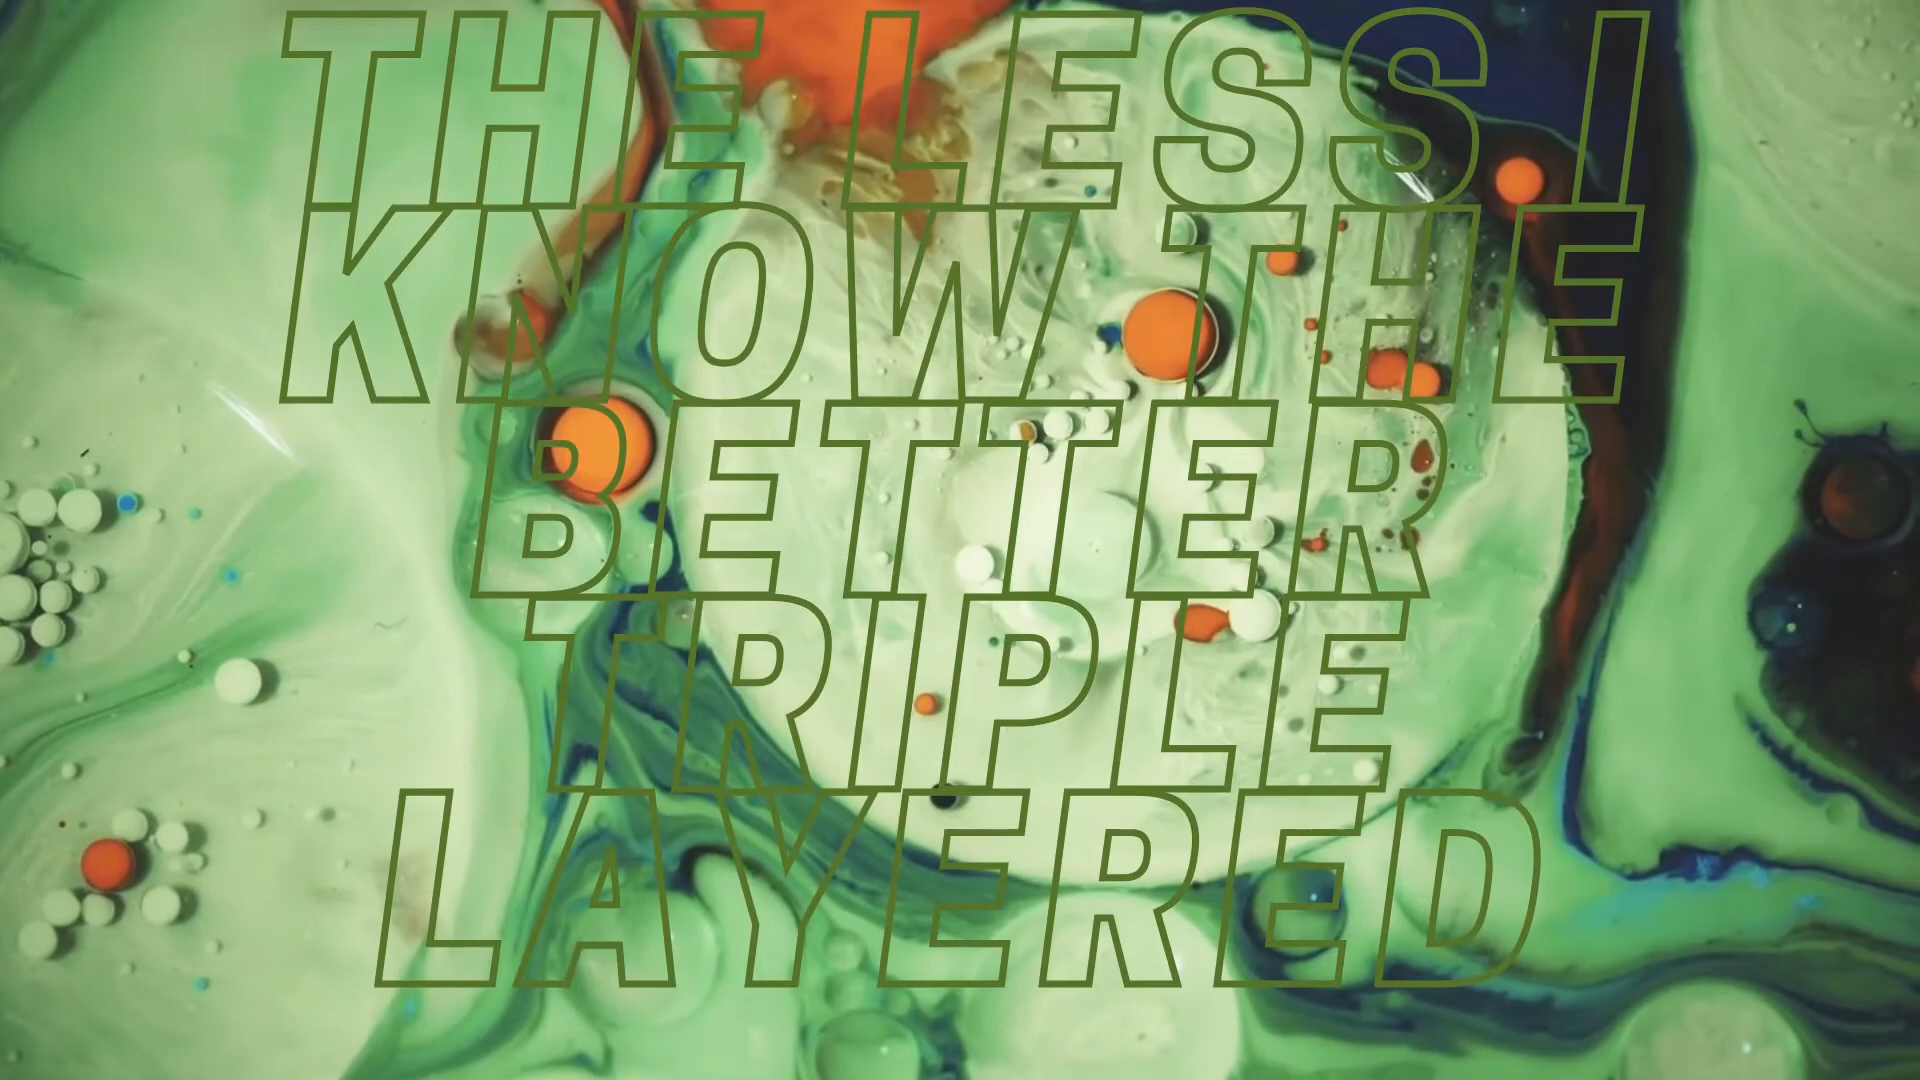 THE LESS I
KNOW THE
BETTER
TRIPLE
LAYERED